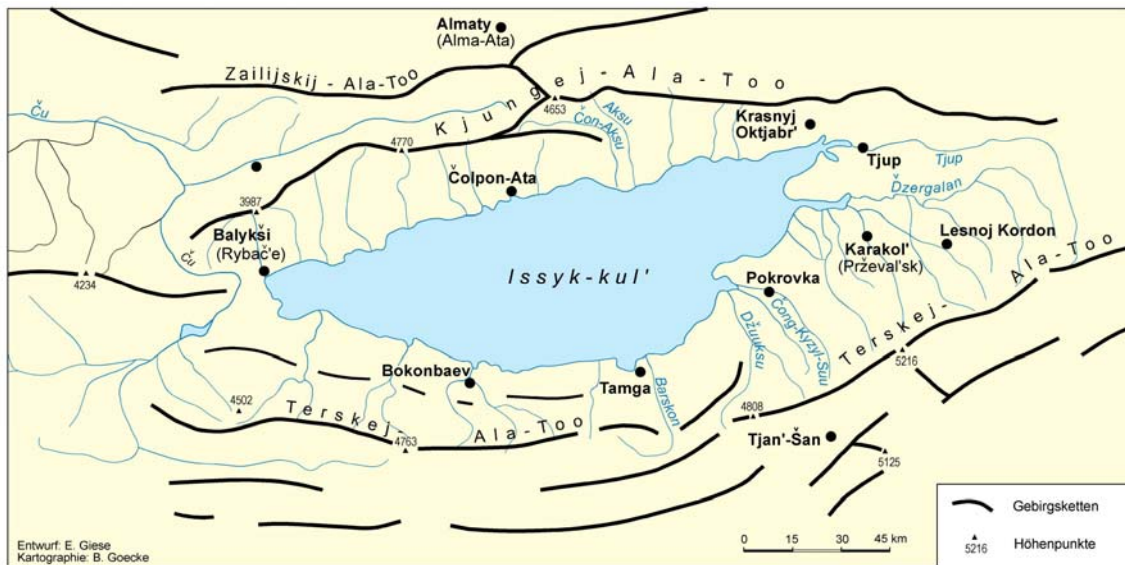 Almaty
(Alma-Ata)
Zailijskij - Ala-Too
Kjungej - Ala-Too
4653
Aksu
Čon-Aksu
Krasnyj
Oktjabr'
Ču
4770
Tjup
Tjup
Čolpon-Ata
Džergalan
3987
Balykši
(Rybač'e)
Ču
Karakol'
(Prževal'sk)
Lesnoj Kordon
4234
Issyk-kul'
Pokrovka
Čong-Kyzyl-Suu
Džuuksu
Terskej- Ala-Too
5216
Bokonbaev
Tamga
Barskon
4502
Terskej- Ala-Too
4763
4808
Tjan'-Šan
5125
Entwurf: E. Giese
Kartographie: B. Goecke
0 15 30 45 km
Gebirgsketten
5216 Höhenpunkte